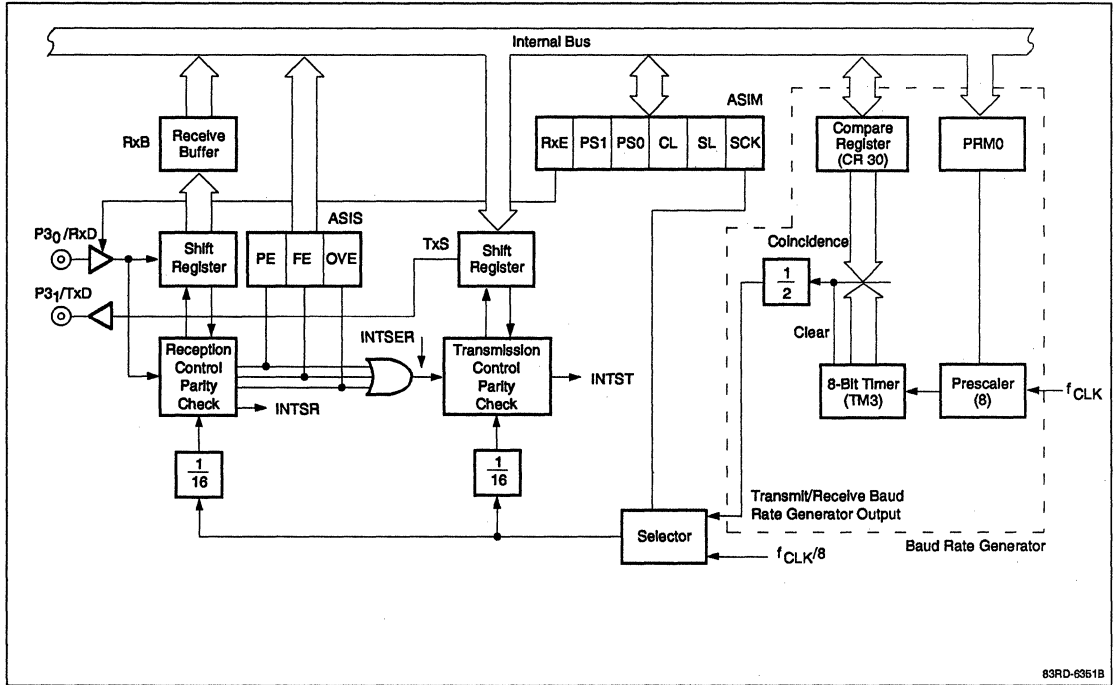 Internal Bus
ASIM
RxB
Receive
Buffer
RxE PS1 PS0 CL SL SCK
Compare
Register
(CR 30)
PRM0
ASIS
P3₀/RxD
Shift
Register
PE FE OVE
TxS
Shift
Register
Coincidence
1
2
P3₁/TxD
Clear
INTSER
Reception
Control
Parity
Check
Transmission
Control
Parity
Check
INTST
INTSR
8-Bit Timer
(TM3)
Prescaler
(8)
fCLK
1
16
1
16
Transmit/Receive Baud
Rate Generator Output
Selector
Baud Rate Generator
fCLK/8
83RD-6351B